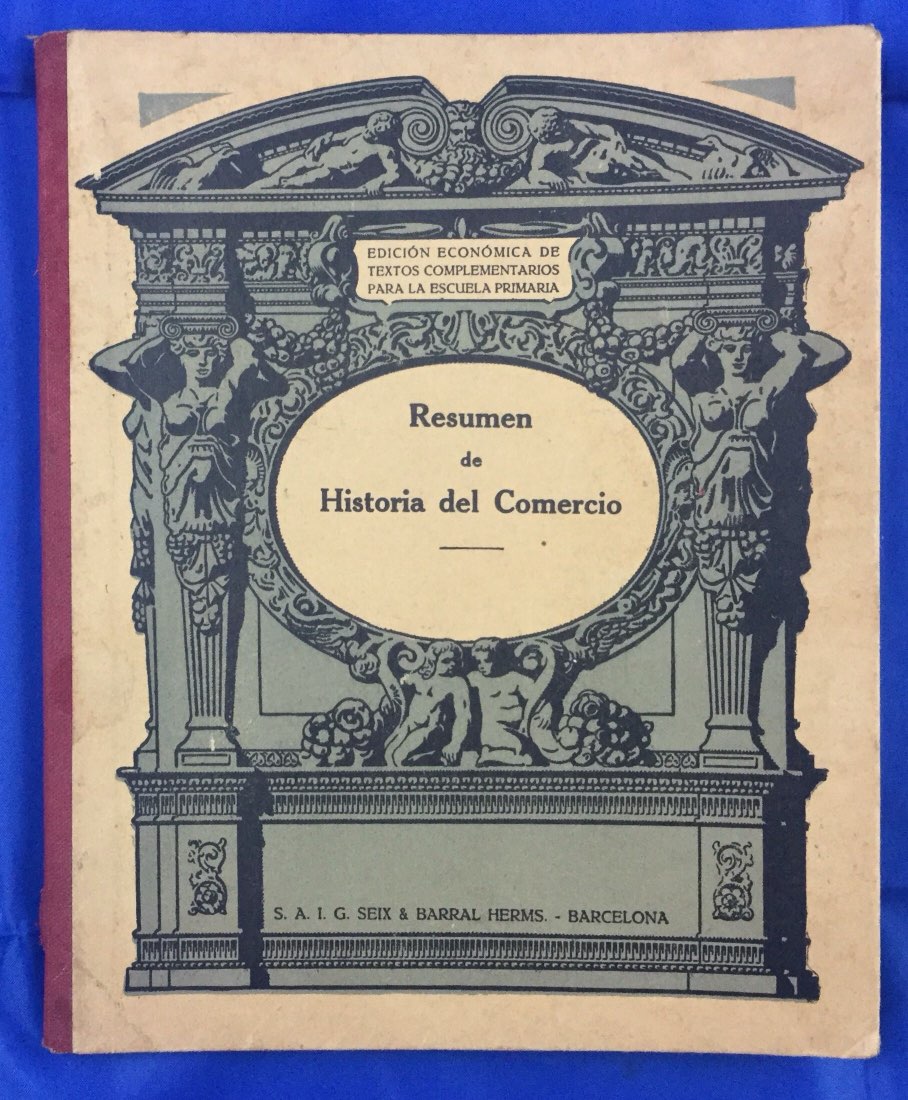 EDICIÓN ECONÓMICA DE
TEXTOS COMPLEMENTARIOS
PARA LA ESCUELA PRIMARIA
Resumen
de
Historia del Comercio
S. A. I. G. SEIX & BARRAL HERMS. - BARCELONA